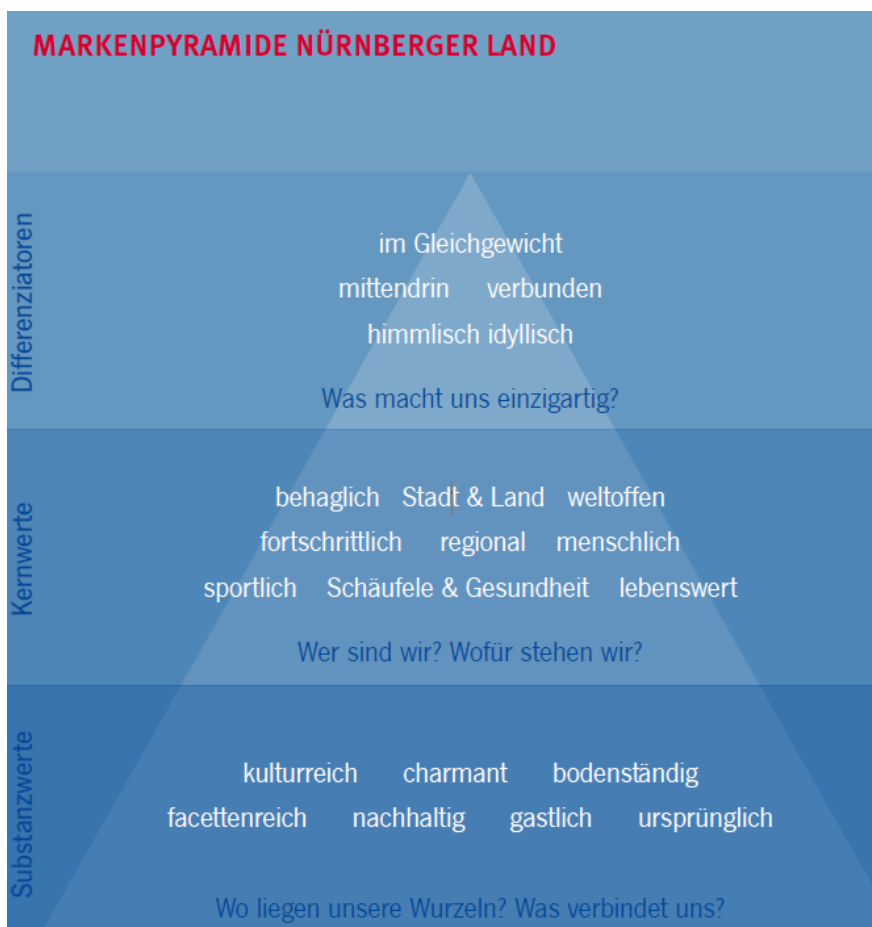 MARKENPYRAMIDE NÜRNBERGER LAND
Differenziatoren
im Gleichgewicht
mittendrin verbunden
himmlisch idyllisch
Was macht uns einzigartig?
Kernwerte
behaglich Stadt & Land weltoffen
fortschrittlich regional menschlich
sportlich Schäufele & Gesundheit lebenswert
Wer sind wir? Wofür stehen wir?
Substanzwerte
kulturreich charmant bodenständig
facettenreich nachhaltig gastlich ursprünglich
Wo liegen unsere Wurzeln? Was verbindet uns?